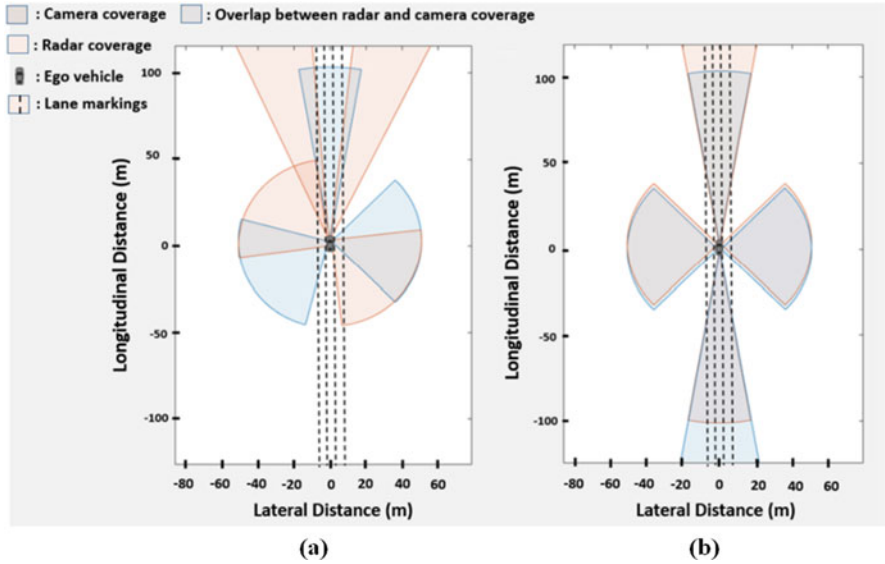 : Camera coverage
: Overlap between radar and camera coverage
: Radar coverage
: Ego vehicle
: Lane markings
100
50
0
-50
-100
Longitudinal Distance (m)
-80 -60 -40 -20 0 20 40 60
Lateral Distance (m)
(a)
100
50
0
-50
-100
Longitudinal Distance (m)
-80 -60 -40 -20 0 20 40 60
Lateral Distance (m)
(b)